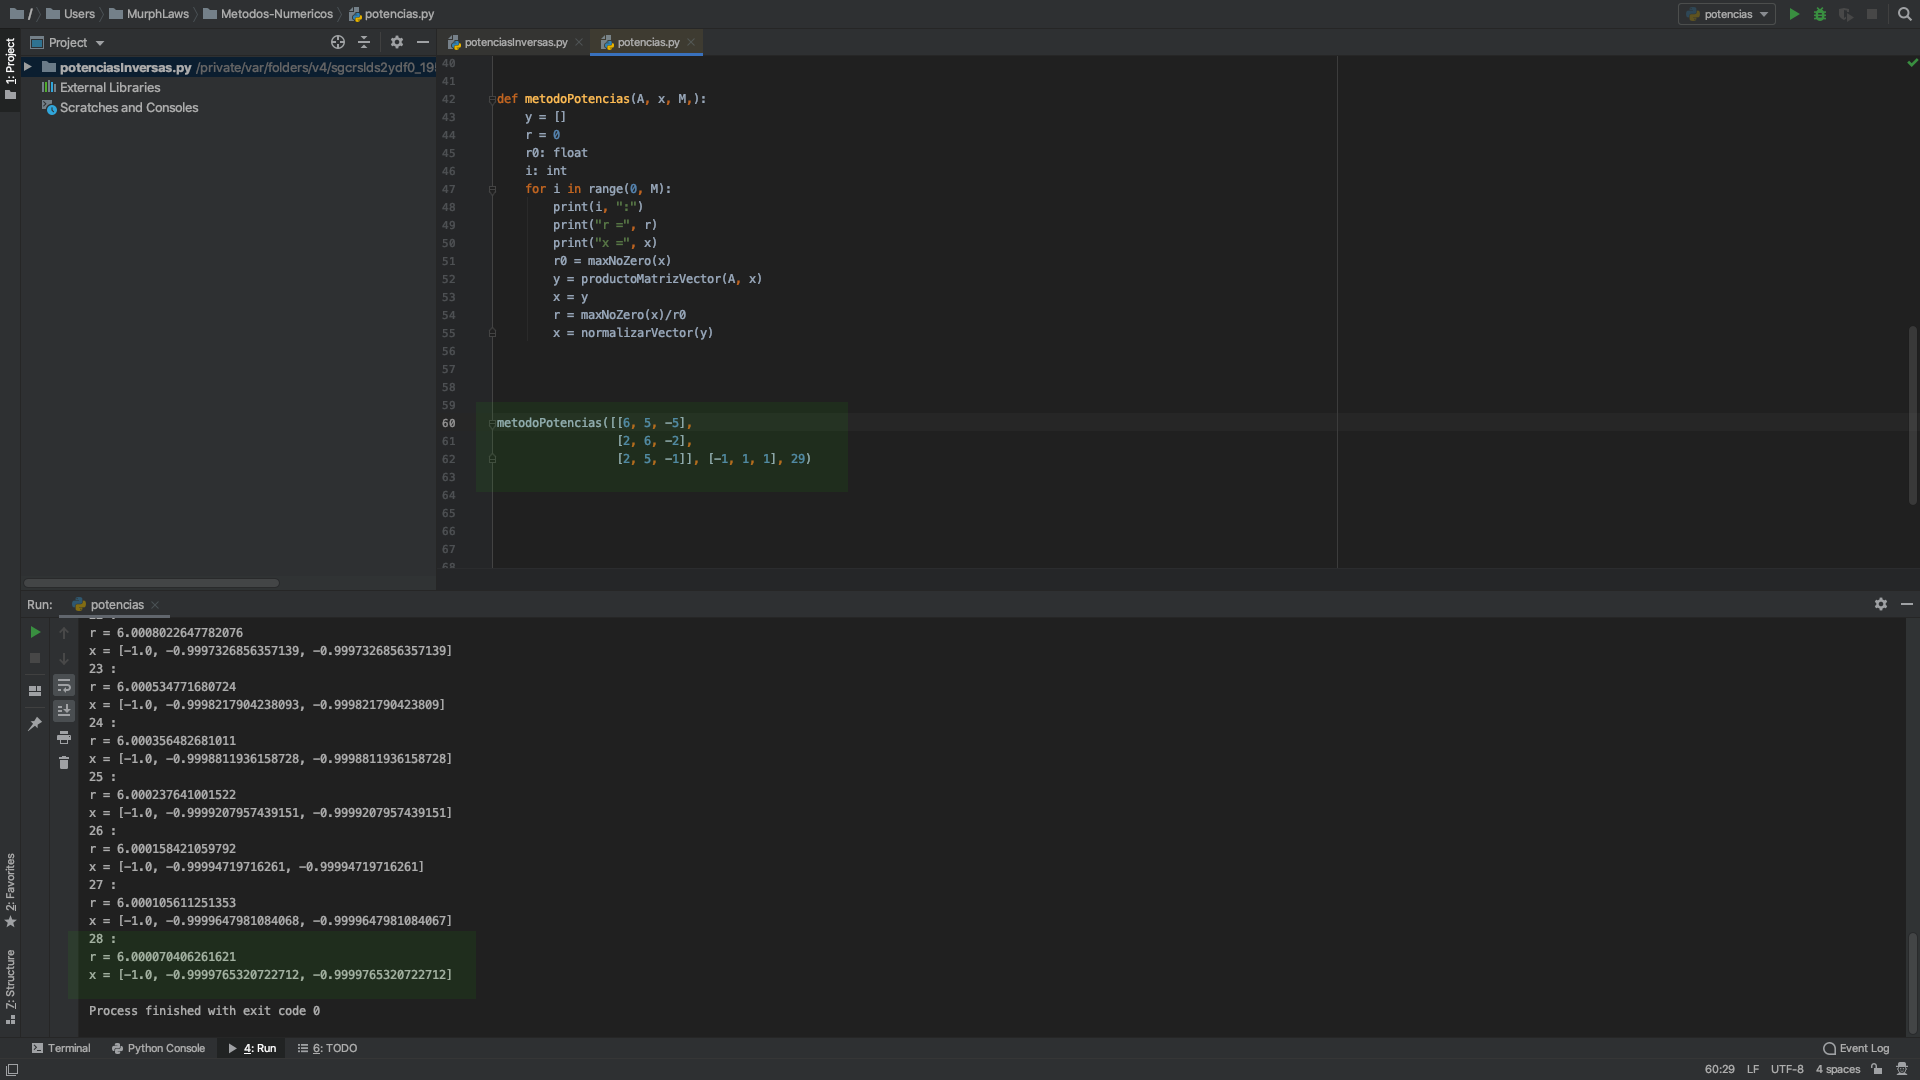 / Users MurphLaws Metodos-Numericos potencias.py
potencias
1: Project
Project
potenciasInversas.py /private/var/folders/v4/sgcrslds2ydf0_19
External Libraries
Scratches and Consoles
potenciasInversas.py
potencias.py
40
41
42 def metodoPotencias(A, x, M,):
43 y = []
44 r = 0
45 r0: float
46 i: int
47 for i in range(0, M):
48 print(i, ":")
49 print("r =", r)
50 print("x =", x)
51 r0 = maxNoZero(x)
52 y = productoMatrizVector(A, x)
53 x = y
54 r = maxNoZero(x)/r0
55 x = normalizarVector(y)
56
57
58
59
60 metodoPotencias([[6, 5, -5],
61 [2, 6, -2],
62 [2, 5, -1]], [-1, 1, 1], 29)
63
64
65
66
67
68
Run: potencias
r = 6.0008022647782076
x = [-1.0, -0.9997326856357139, -0.9997326856357139]
23 :
r = 6.000534771680724
x = [-1.0, -0.9998217904238093, -0.999821790423809]
24 :
r = 6.000356482681011
x = [-1.0, -0.9998811936158728, -0.9998811936158728]
25 :
r = 6.000237641001522
x = [-1.0, -0.9999207957439151, -0.9999207957439151]
26 :
r = 6.000158421059792
x = [-1.0, -0.99994719716261, -0.99994719716261]
27 :
r = 6.000105611251353
x = [-1.0, -0.9999647981084068, -0.9999647981084067]
28 :
r = 6.000070406261621
x = [-1.0, -0.9999765320722712, -0.9999765320722712]
Process finished with exit code 0
2: Favorites
7: Structure
Terminal
Python Console
4: Run
6: TODO
Event Log
60:29 LF UTF-8 4 spaces